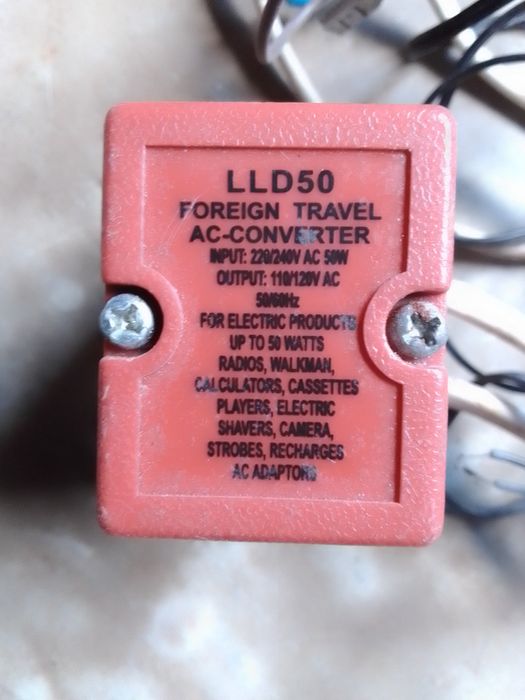 LLD50
FOREIGN TRAVEL
AC-CONVERTER
INPUT: 220/240V AC 50W
OUTPUT: 110/120V AC
50/60Hz
FOR ELECTRIC PRODUCTS
UP TO 50 WATTS
RADIOS, WALKMAN,
CALCULATORS, CASSETTES
PLAYERS, ELECTRIC
SHAVERS, CAMERA,
STROBES, RECHARGES
AC ADAPTORS